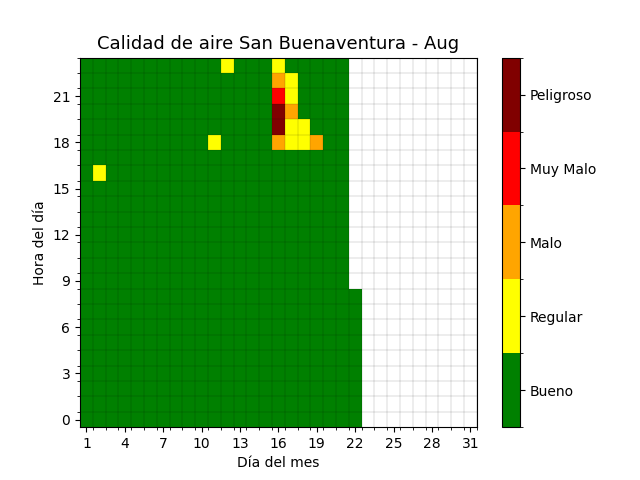 Calidad de aire San Buenaventura - Aug
Hora del día
21
18
15
12
9
6
3
0
1 4 7 10 13 16 19 22 25 28 31
Día del mes
Peligroso
Muy Malo
Malo
Regular
Bueno